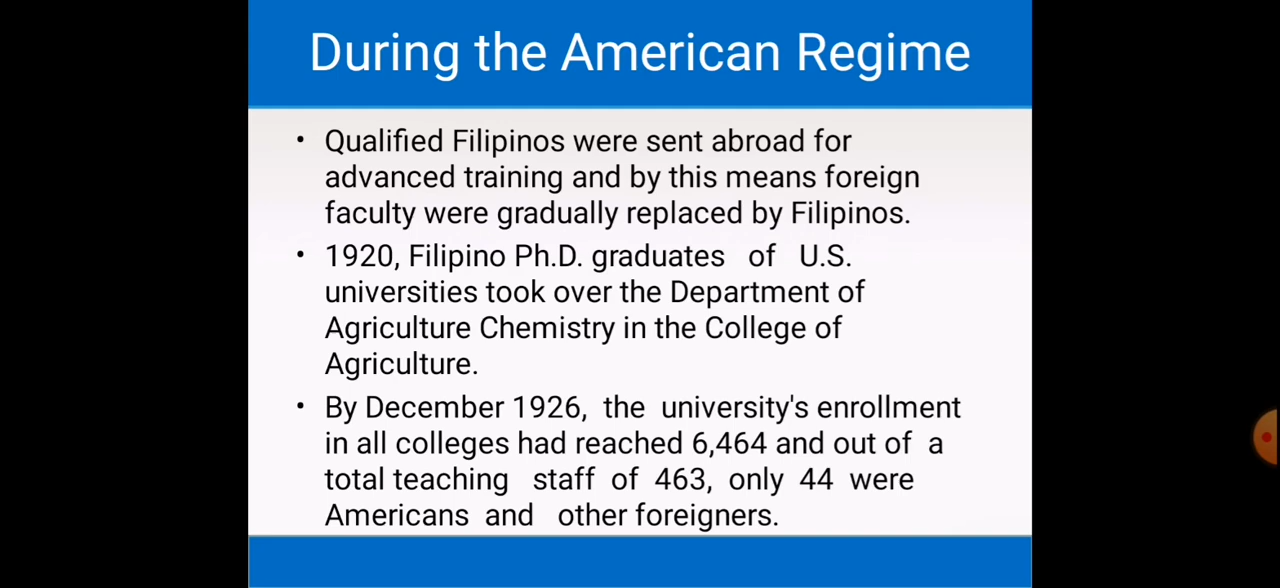 During the American Regime
• Qualified Filipinos were sent abroad for
advanced training and by this means foreign
faculty were gradually replaced by Filipinos.
• 1920, Filipino Ph.D. graduates of U.S.
universities took over the Department of
Agriculture Chemistry in the College of
Agriculture.
• By December 1926, the university's enrollment
in all colleges had reached 6,464 and out of a
total teaching staff of 463, only 44 were
Americans and other foreigners.